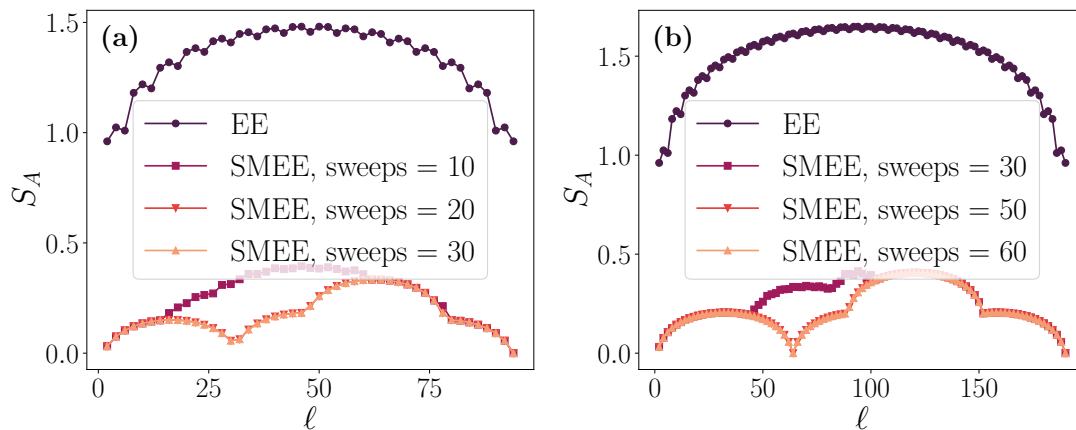 (a)
1.5
1.0
0.5
0.0
S_A
EE
SMEE, sweeps = 10
SMEE, sweeps = 20
SMEE, sweeps = 30
0 25 50 75
ℓ
(b)
1.5
1.0
0.5
0.0
S_A
EE
SMEE, sweeps = 30
SMEE, sweeps = 50
SMEE, sweeps = 60
0 50 100 150
ℓ